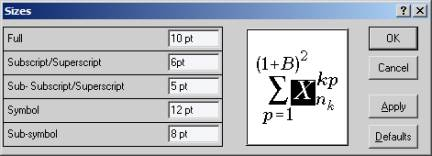 Sizes
Full 10 pt
Subscript/Superscript 6pt
Sub- Subscript/Superscript 5 pt
Symbol 12 pt
Sub-symbol 8 pt
(1+B)²
∑ X kp nk
p=1
OK
Cancel
Apply
Defaults